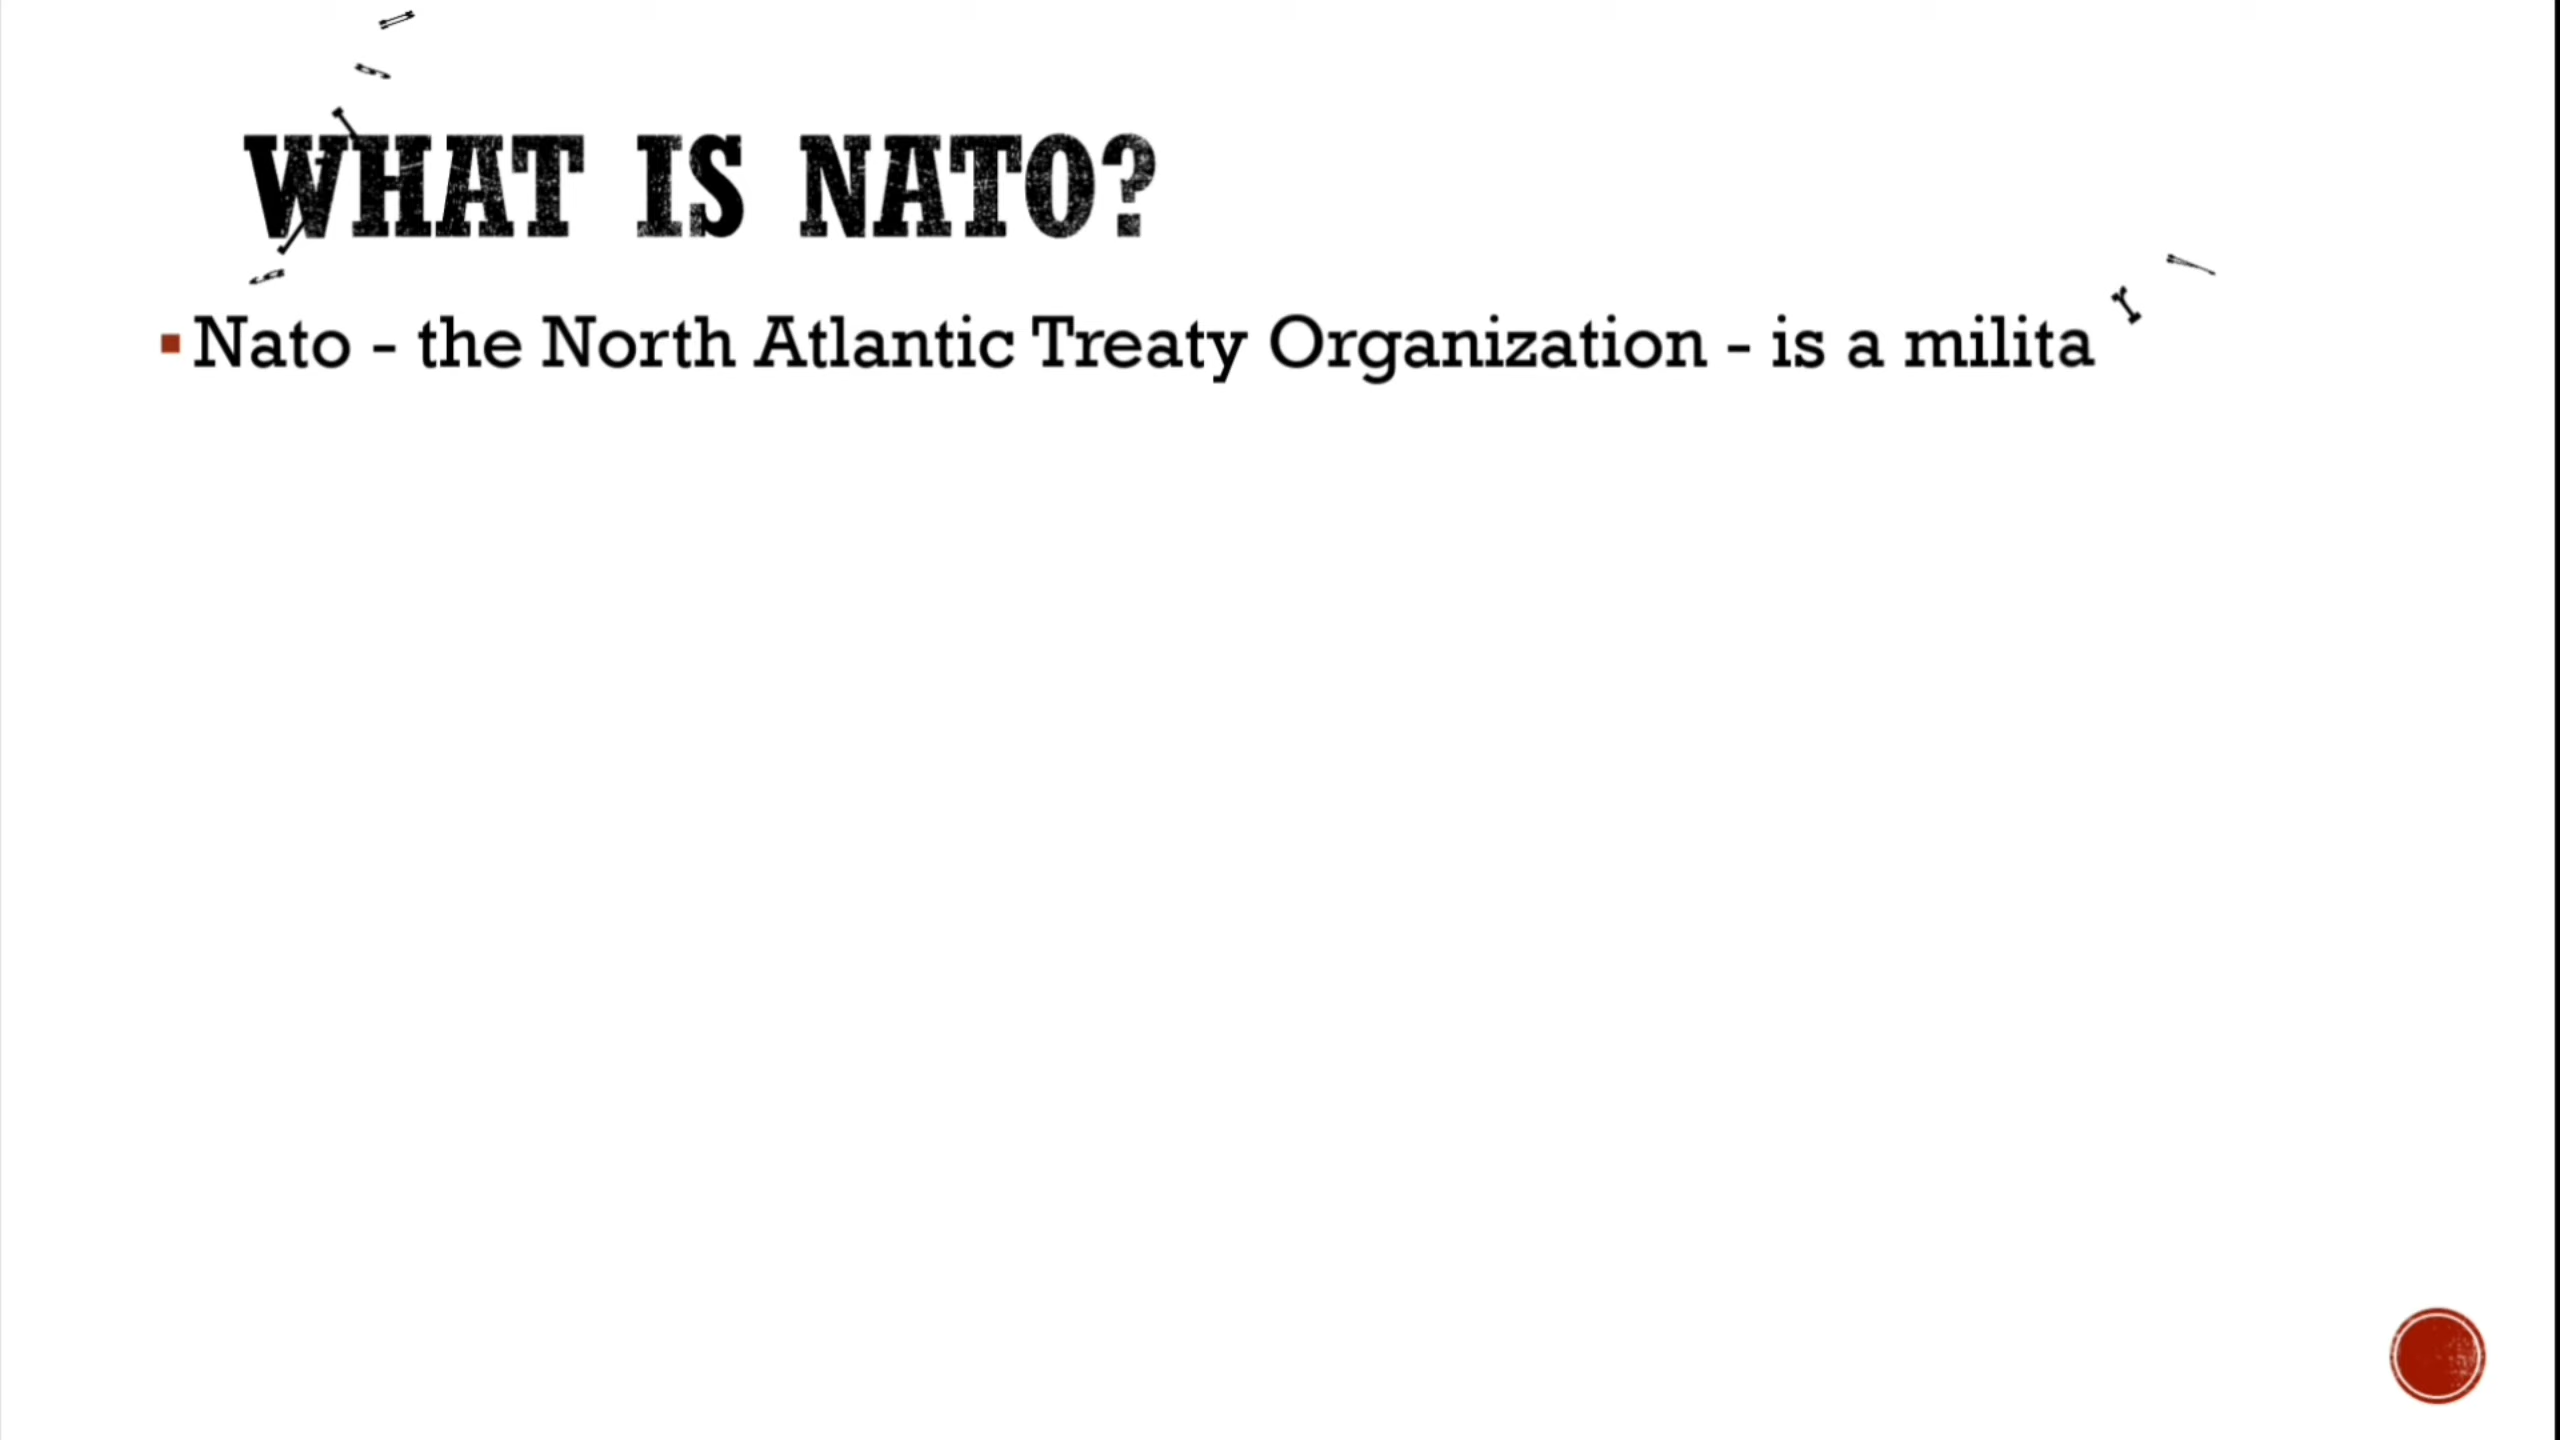 WHAT IS NATO?
Nato - the North Atlantic Treaty Organization - is a milita